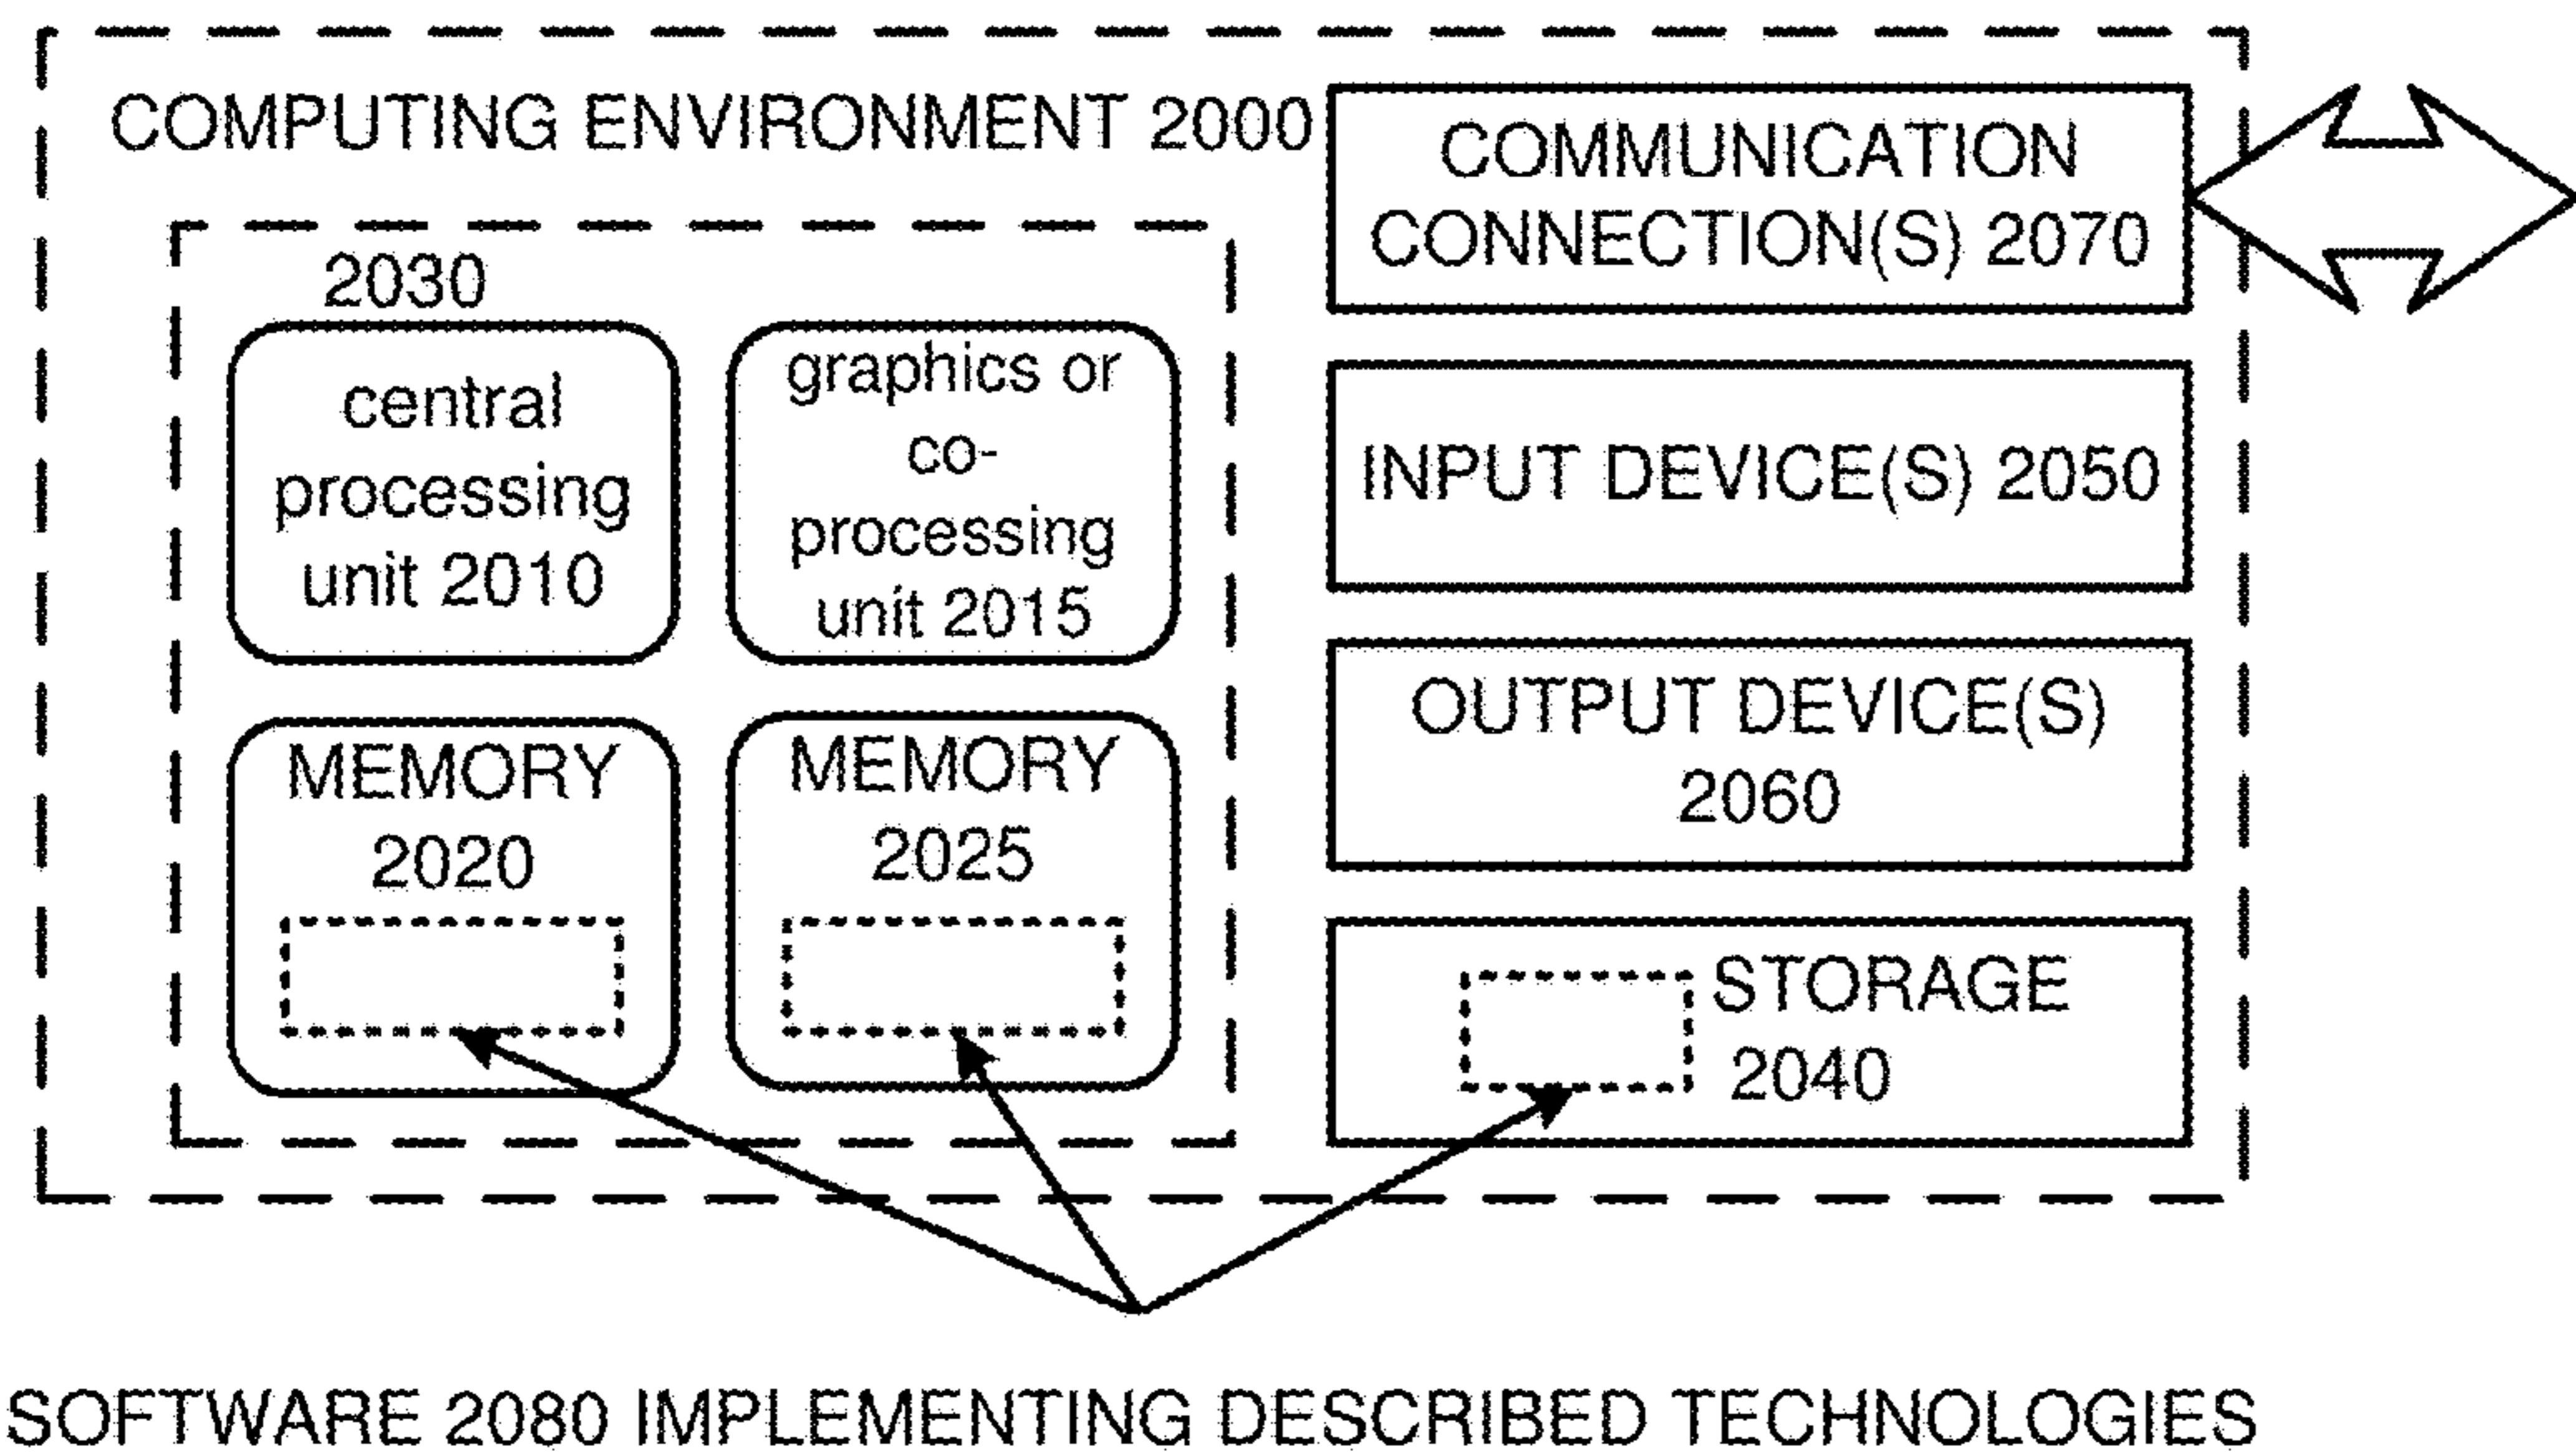 COMPUTING ENVIRONMENT 2000
2030
central
processing
unit 2010
graphics or
co-
processing
unit 2015
MEMORY
2020
MEMORY
2025
COMMUNICATION
CONNECTION(S) 2070
INPUT DEVICE(S) 2050
OUTPUT DEVICE(S)
2060
STORAGE
2040
SOFTWARE 2080 IMPLEMENTING DESCRIBED TECHNOLOGIES